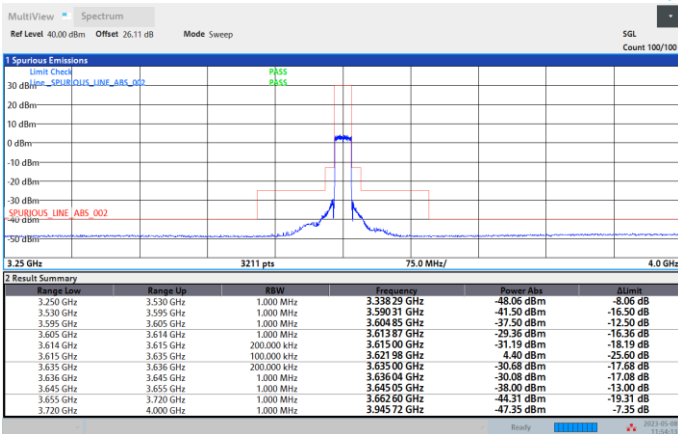 MultiView Spectrum
Ref Level 40.00 dBm Offset 26.11 dB Mode Sweep SGL
Count 100/100
1 Spurious Emissions
Limit Check PASS
Line _SPURIOUS_LINE_ABS_002 PASS
30 dBm
20 dBm
10 dBm
0 dBm
-10 dBm
-20 dBm
-30 dBm
_SPURIOUS_LINE_ABS_002
-40 dBm
-50 dBm
3.25 GHz 3211 pts 75.0 MHz/ 4.0 GHz
2 Result Summary
Range Low Range Up RBW Frequency Power Abs ΔLimit
3.250 GHz 3.530 GHz 1.000 MHz 3.338 29 GHz -48.06 dBm -8.06 dB
3.530 GHz 3.595 GHz 1.000 MHz 3.590 31 GHz -41.50 dBm -16.50 dB
3.595 GHz 3.605 GHz 1.000 MHz 3.604 85 GHz -37.50 dBm -12.50 dB
3.605 GHz 3.614 GHz 1.000 MHz 3.613 87 GHz -29.36 dBm -16.36 dB
3.614 GHz 3.615 GHz 200.000 kHz 3.615 00 GHz -31.19 dBm -18.19 dB
3.615 GHz 3.635 GHz 100.000 kHz 3.621 98 GHz 4.40 dBm -25.60 dB
3.635 GHz 3.636 GHz 200.000 kHz 3.635 00 GHz -30.68 dBm -17.68 dB
3.636 GHz 3.645 GHz 1.000 MHz 3.636 04 GHz -30.08 dBm -17.08 dB
3.645 GHz 3.655 GHz 1.000 MHz 3.645 05 GHz -38.00 dBm -13.00 dB
3.655 GHz 3.720 GHz 1.000 MHz 3.662 60 GHz -44.31 dBm -19.31 dB
3.720 GHz 4.000 GHz 1.000 MHz 3.945 72 GHz -47.35 dBm -7.35 dB
Ready 2023-05-08
11:54:33